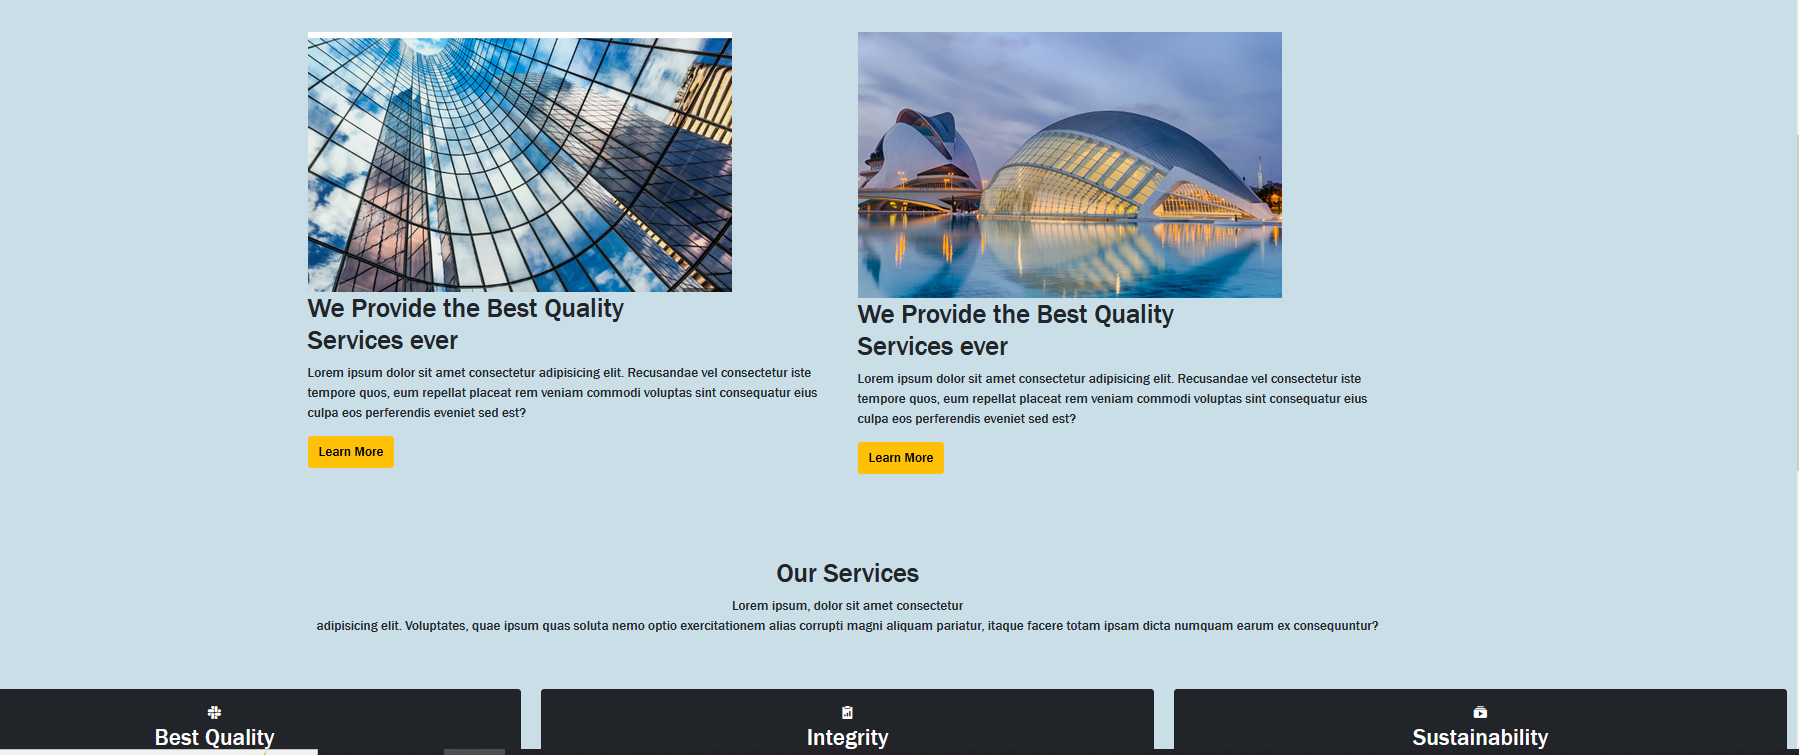 We Provide the Best Quality
Services ever
Lorem ipsum dolor sit amet consectetur adipisicing elit. Recusandae vel consectetur iste
tempore quos, eum repellat placeat rem veniam commodi voluptas sint consequatur eius
culpa eos perferendis eveniet sed est?
Learn More
We Provide the Best Quality
Services ever
Lorem ipsum dolor sit amet consectetur adipisicing elit. Recusandae vel consectetur iste
tempore quos, eum repellat placeat rem veniam commodi voluptas sint consequatur eius
culpa eos perferendis eveniet sed est?
Learn More
Our Services
Lorem ipsum, dolor sit amet consectetur
adipisicing elit. Voluptates, quae ipsum quas soluta nemo optio exercitationem alias corrupti magni aliquam pariatur, itaque facere totam ipsam dicta numquam earum ex consequuntur?
Best Quality
Integrity
Sustainability